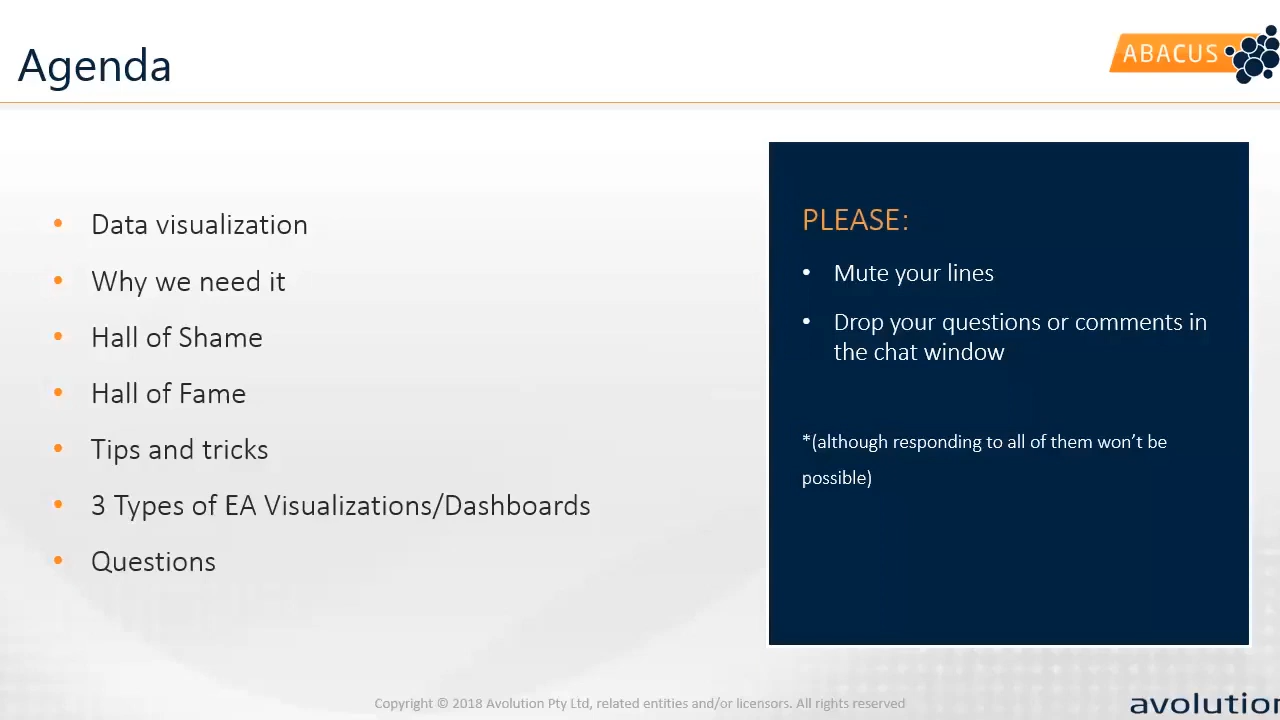 Agenda
ABACUS
• Data visualization
• Why we need it
• Hall of Shame
• Hall of Fame
• Tips and tricks
• 3 Types of EA Visualizations/Dashboards
• Questions
PLEASE:
• Mute your lines
• Drop your questions or comments in
the chat window
*(although responding to all of them won’t be
possible)
Copyright © 2018 Avolution Pty Ltd, related entities and/or licensors. All rights reserved
avolution